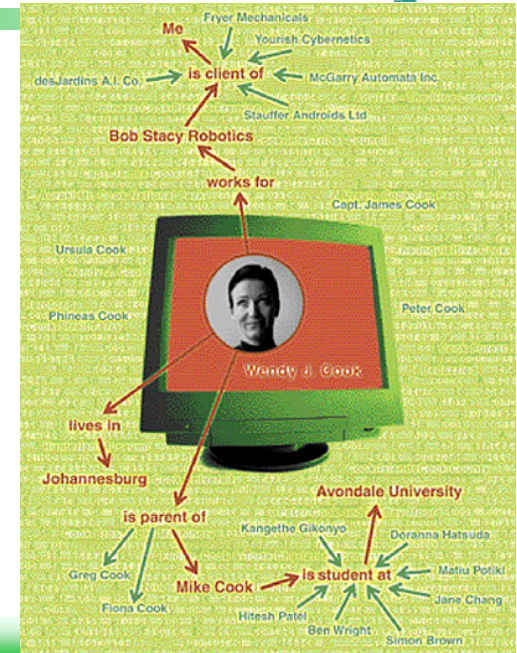 Fryer Mechanicals
Me
Yourish Cybernetics
desJardins A.I. Co.
is client of
McGarry Automata Inc
Stauffer Androids Ltd
Bob Stacy Robotics
works for
Capt. James Cook
Ursula Cook
Phineas Cook
Peter Cook
Wendy J. Cook
lives in
Johannesburg
Avondale University
is parent of
Kangethe Gikonyo
Doranna Hatsuda
Greg Cook
Mike Cook
is student at
Matiu Potiki
Jane Chang
Fiona Cook
Hitesh Patel
Ben Wright
Simon Brown